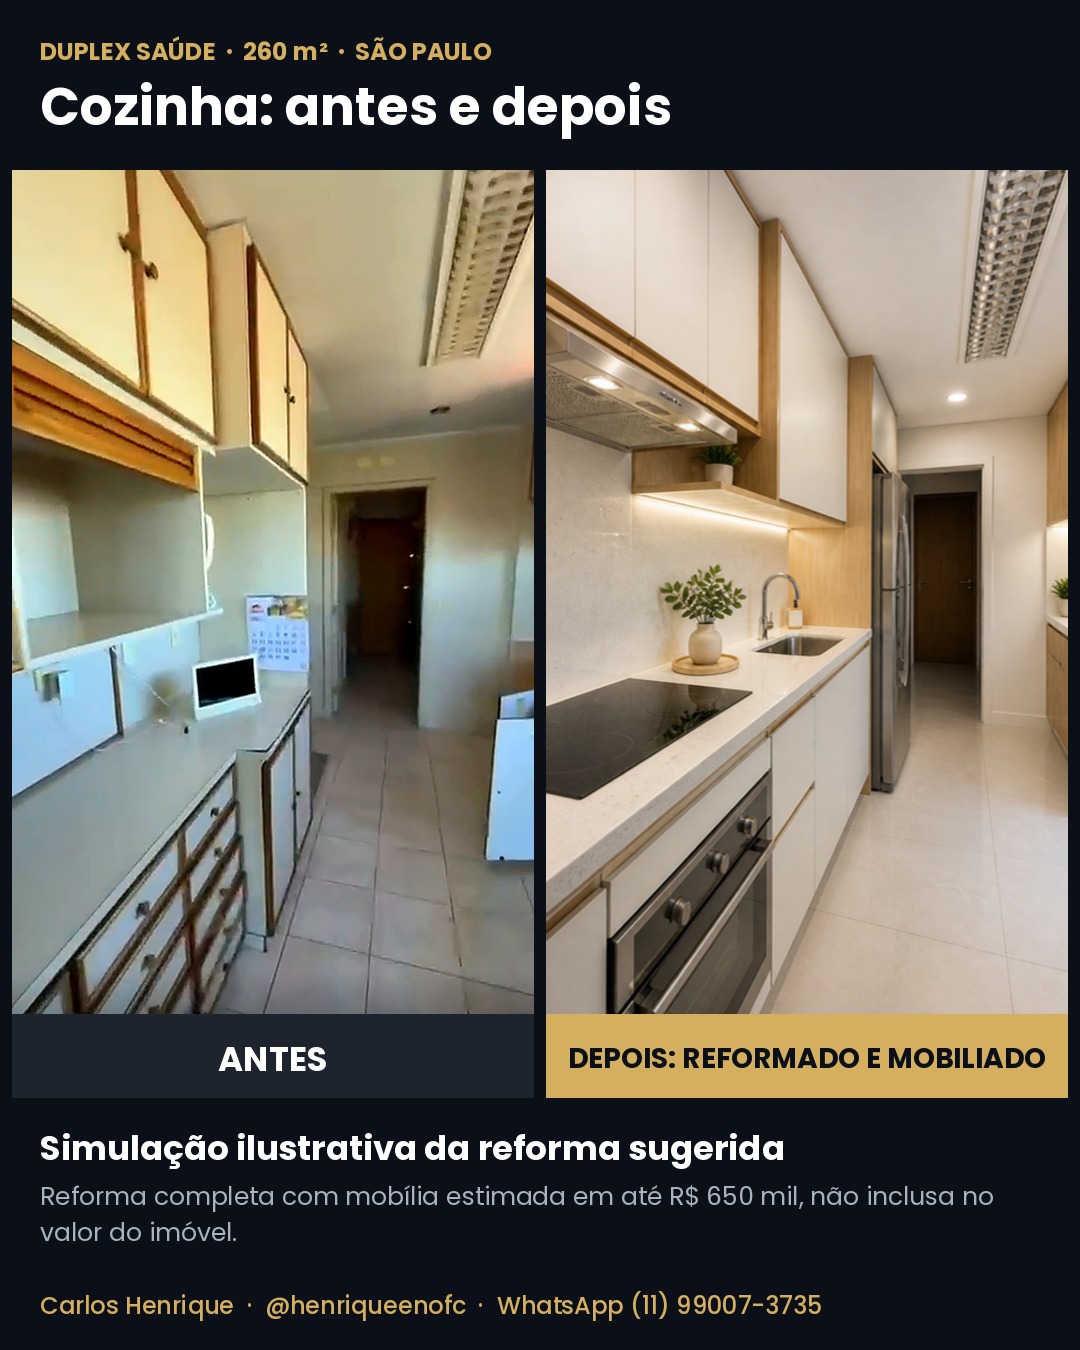 DUPLEX SAÚDE · 260 m² · SÃO PAULO
Cozinha: antes e depois
ANTES
DEPOIS: REFORMADO E MOBILIADO
Simulação ilustrativa da reforma sugerida
Reforma completa com mobília estimada em até R$ 650 mil, não inclusa no
valor do imóvel.
Carlos Henrique · @henriqueenofc · WhatsApp (11) 99007-3735